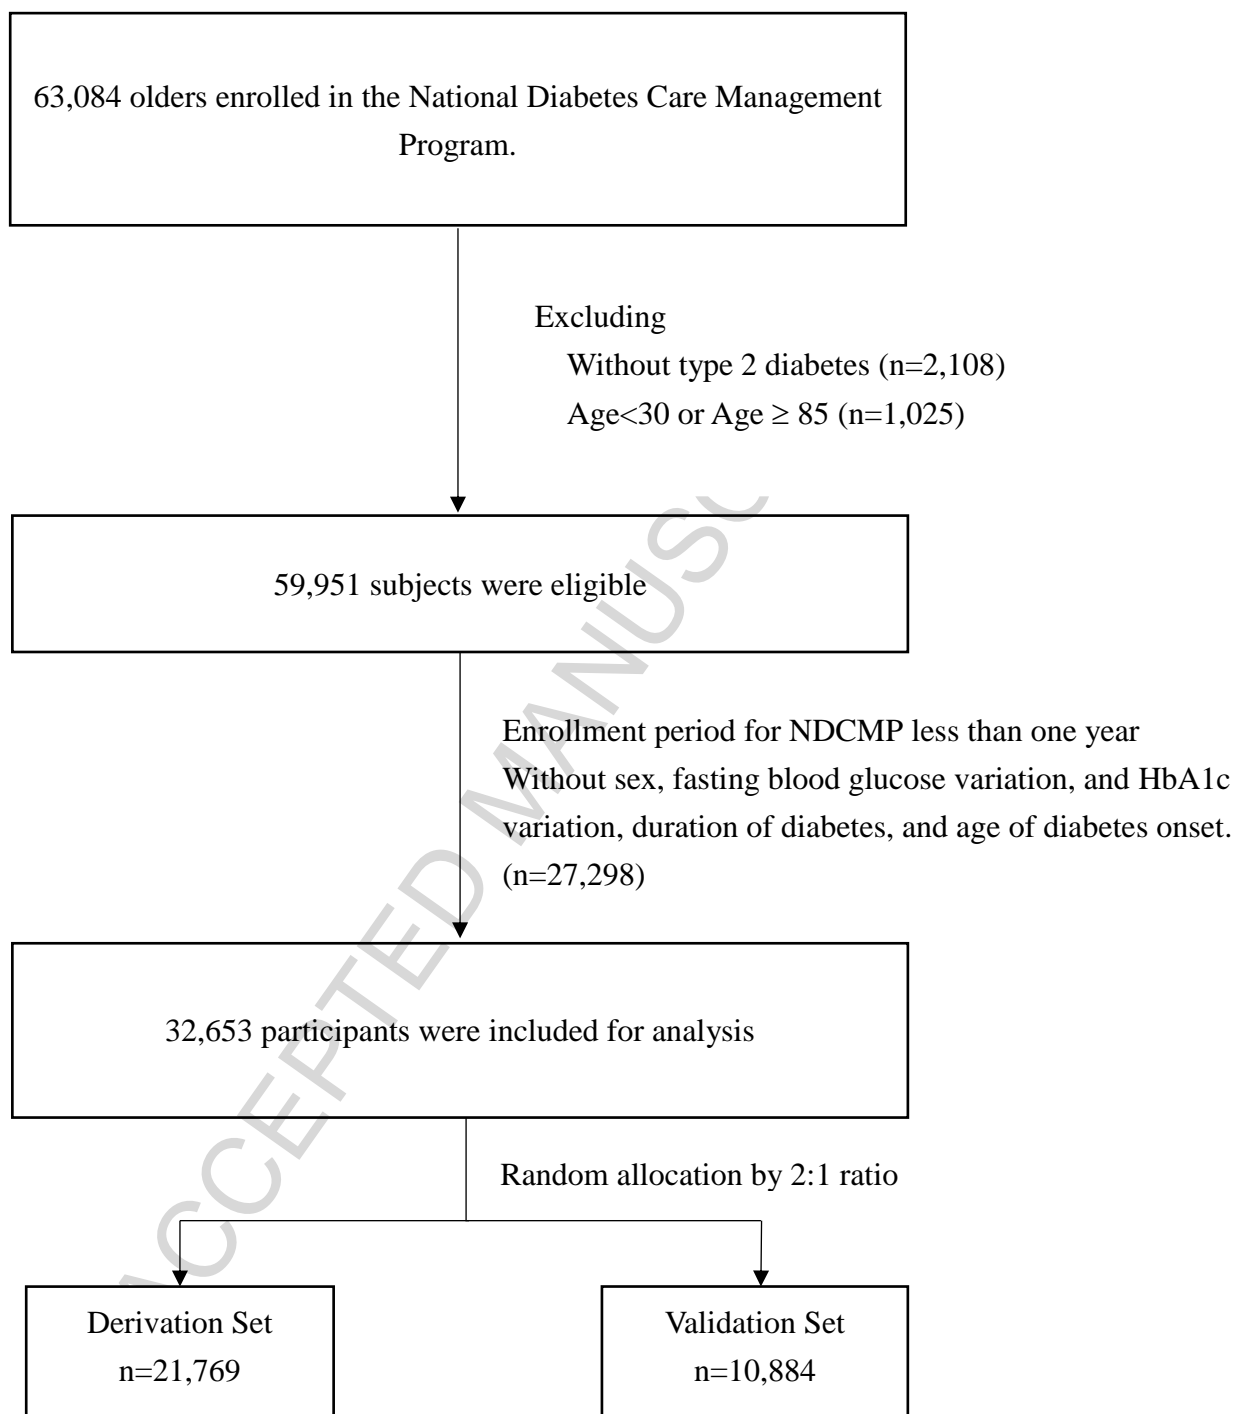 63,084 olders enrolled in the National Diabetes Care Management
Program.
Excluding
Without type 2 diabetes (n=2,108)
Age<30 or Age ≥ 85 (n=1,025)
59,951 subjects were eligible
Enrollment period for NDCMP less than one year
Without sex, fasting blood glucose variation, and HbA1c
variation, duration of diabetes, and age of diabetes onset.
(n=27,298)
32,653 participants were included for analysis
Random allocation by 2:1 ratio
Derivation Set
n=21,769
Validation Set
n=10,884
ACCEPTED MANUSC